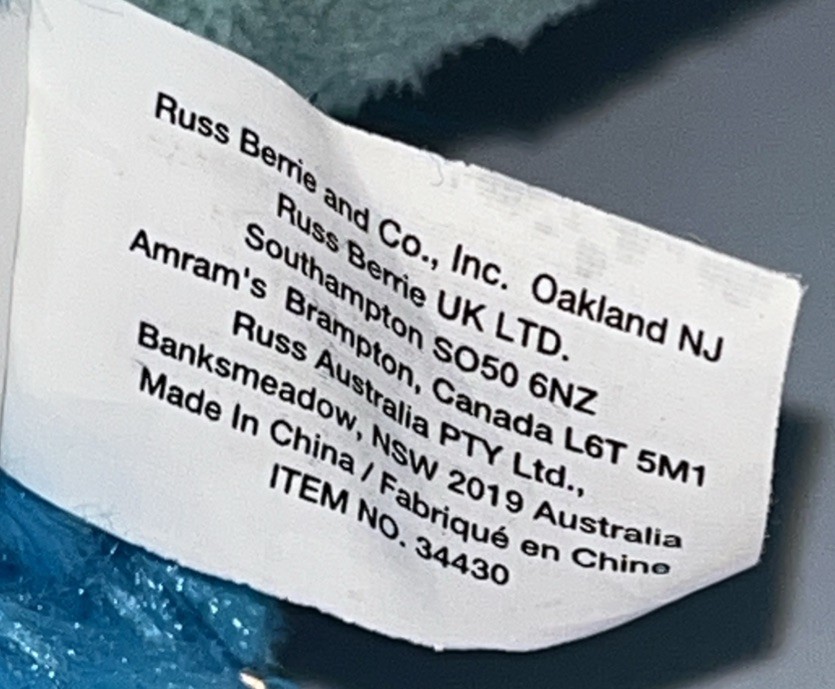 Russ Berrie and Co., Inc. Oakland NJ
Russ Berrie UK LTD.
Southampton SO50 6NZ
Amram's Brampton, Canada L6T 5M1
Russ Australia PTY Ltd.,
Banksmeadow, NSW 2019 Australia
Made In China / Fabriqué en Chine
ITEM NO. 34430